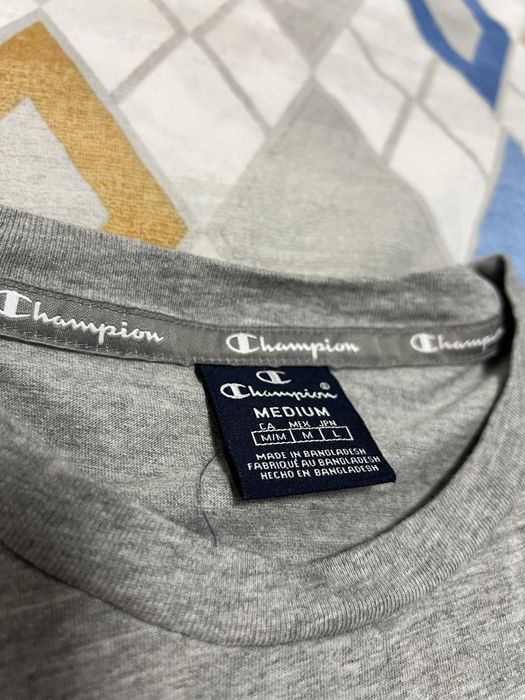 Champion Champion Champion
Champion®
MEDIUM
CA MEX JPN
M/M M L
MADE IN BANGLADESH
FABRIQUÉ AU BANGLADESH
HECHO EN BANGLADESH